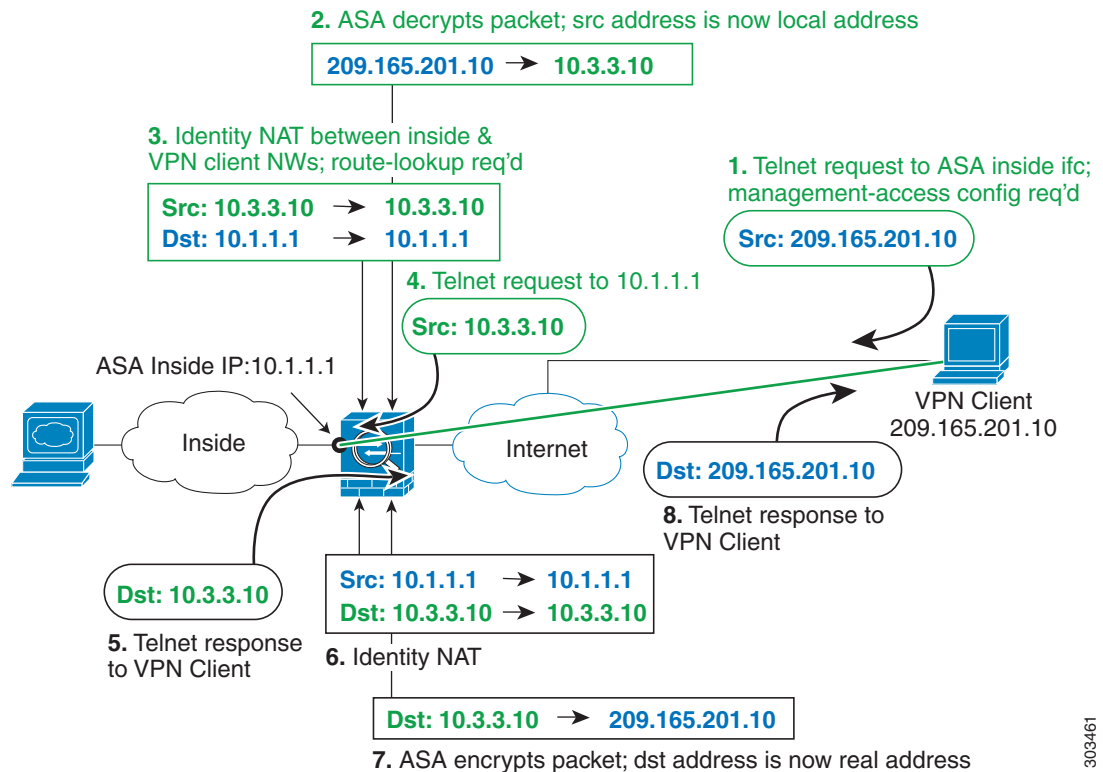 2. ASA decrypts packet; src address is now local address
209.165.201.10 → 10.3.3.10
3. Identity NAT between inside &
VPN client NWs; route-lookup req'd
Src: 10.3.3.10 → 10.3.3.10
Dst: 10.1.1.1 → 10.1.1.1
1. Telnet request to ASA inside ifc;
management-access config req'd
Src: 209.165.201.10
4. Telnet request to 10.1.1.1
Src: 10.3.3.10
ASA Inside IP:10.1.1.1
Inside
Internet
VPN Client
209.165.201.10
Dst: 209.165.201.10
8. Telnet response to
VPN Client
Dst: 10.3.3.10
5. Telnet response
to VPN Client
Src: 10.1.1.1 → 10.1.1.1
Dst: 10.3.3.10 → 10.3.3.10
6. Identity NAT
Dst: 10.3.3.10 → 209.165.201.10
7. ASA encrypts packet; dst address is now real address
303461